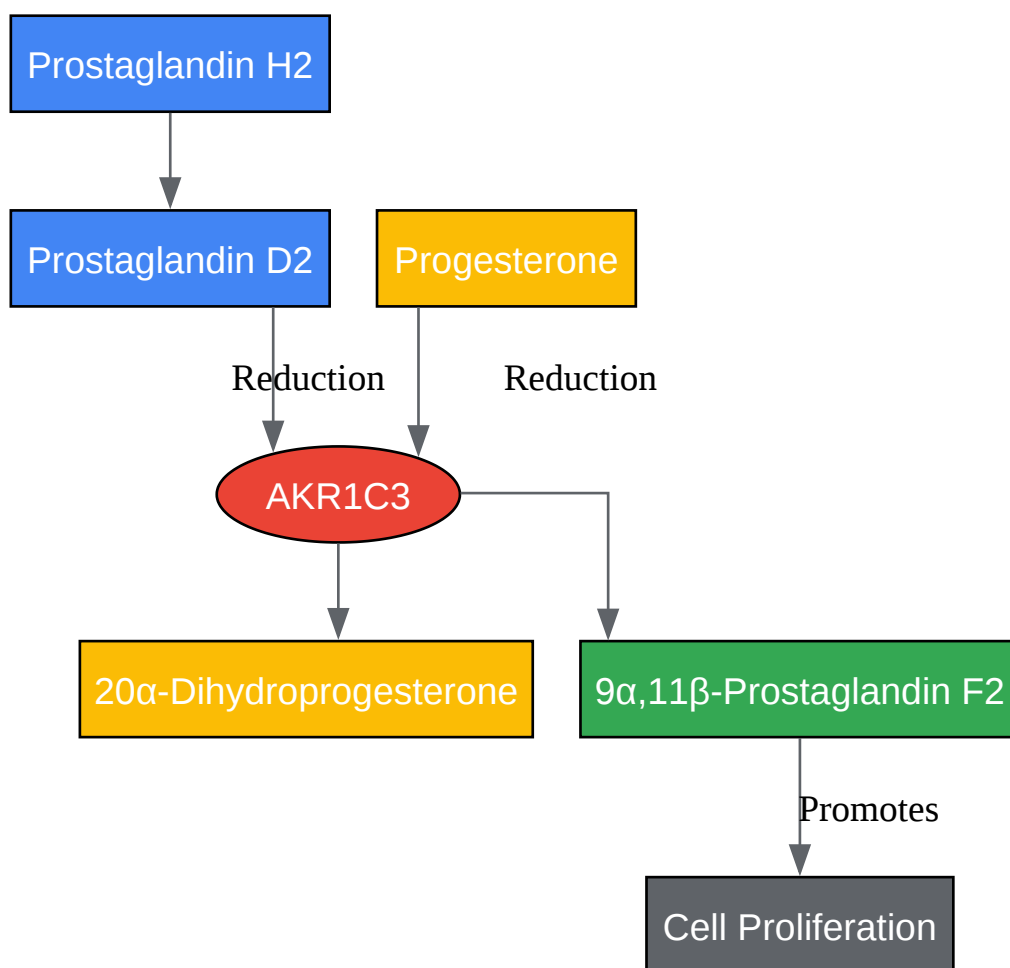 Prostaglandin H2
Prostaglandin D2
Progesterone
Reduction
Reduction
AKR1C3
20α-Dihydroprogesterone
9α,11β-Prostaglandin F2
Promotes
Cell Proliferation